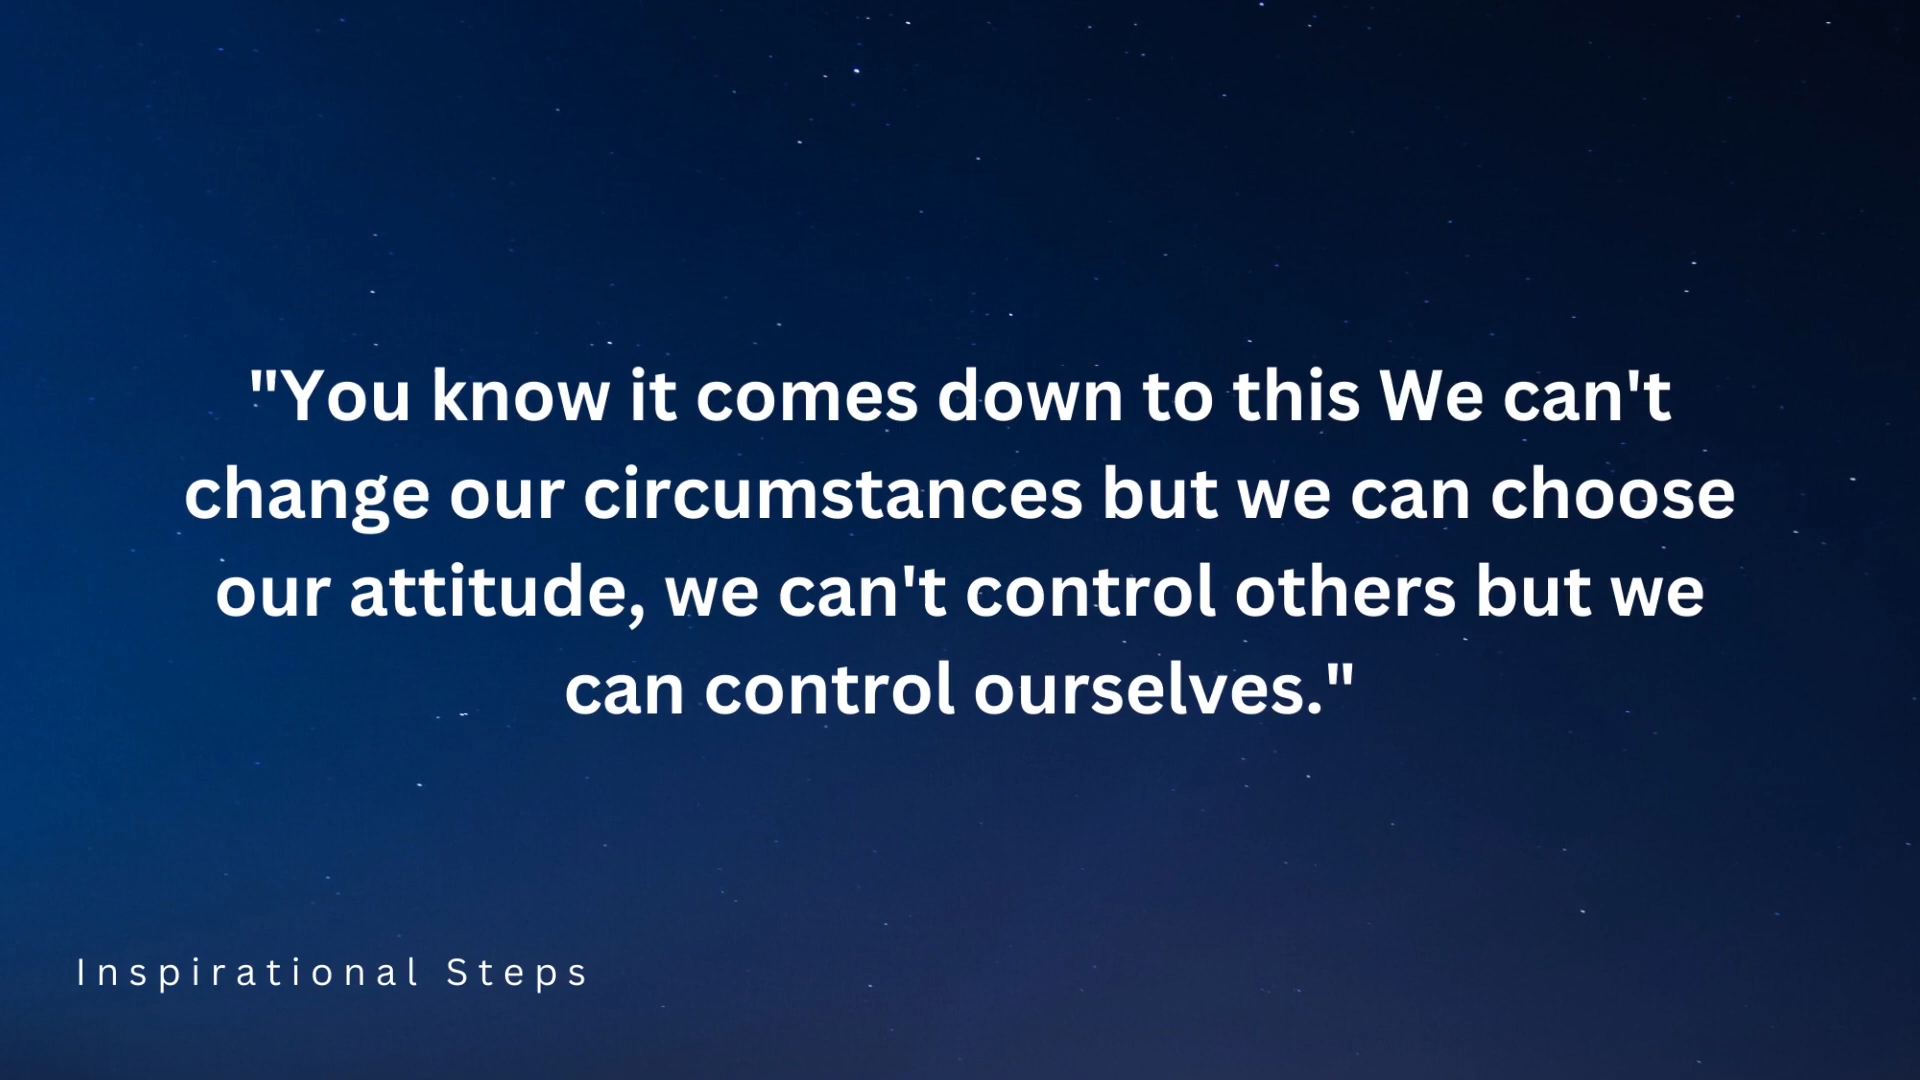 "You know it comes down to this We can't
change our circumstances but we can choose
our attitude, we can't control others but we
can control ourselves."
Inspirational Steps